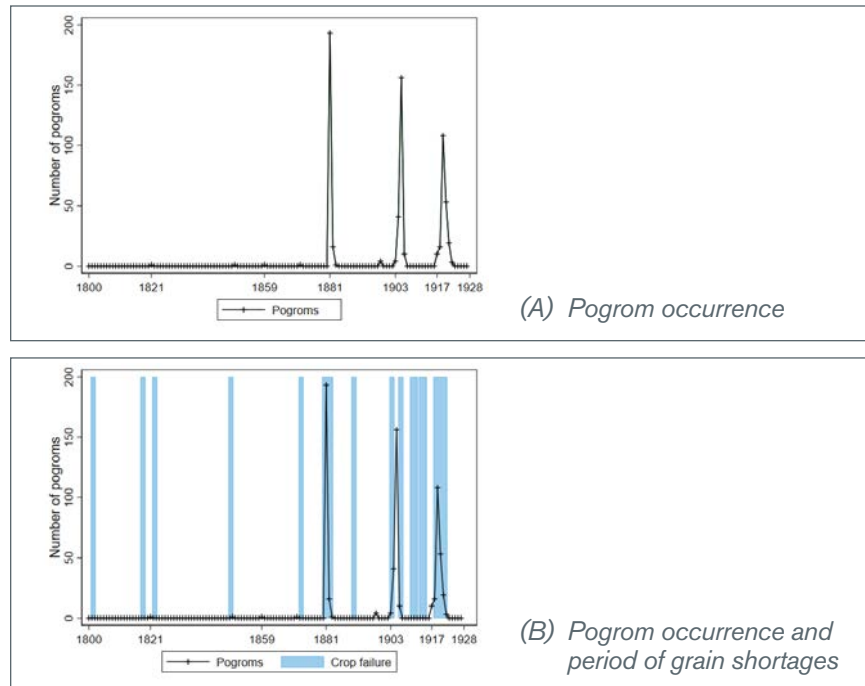 200
150
100
50
0
Number of pogroms
1800 1821 1859 1881 1903 1917 1928
Pogroms
(A) Pogrom occurrence
200
150
100
50
0
Number of pogroms
1800 1821 1859 1881 1903 1917 1928
Pogroms Crop failure
(B) Pogrom occurrence and
period of grain shortages